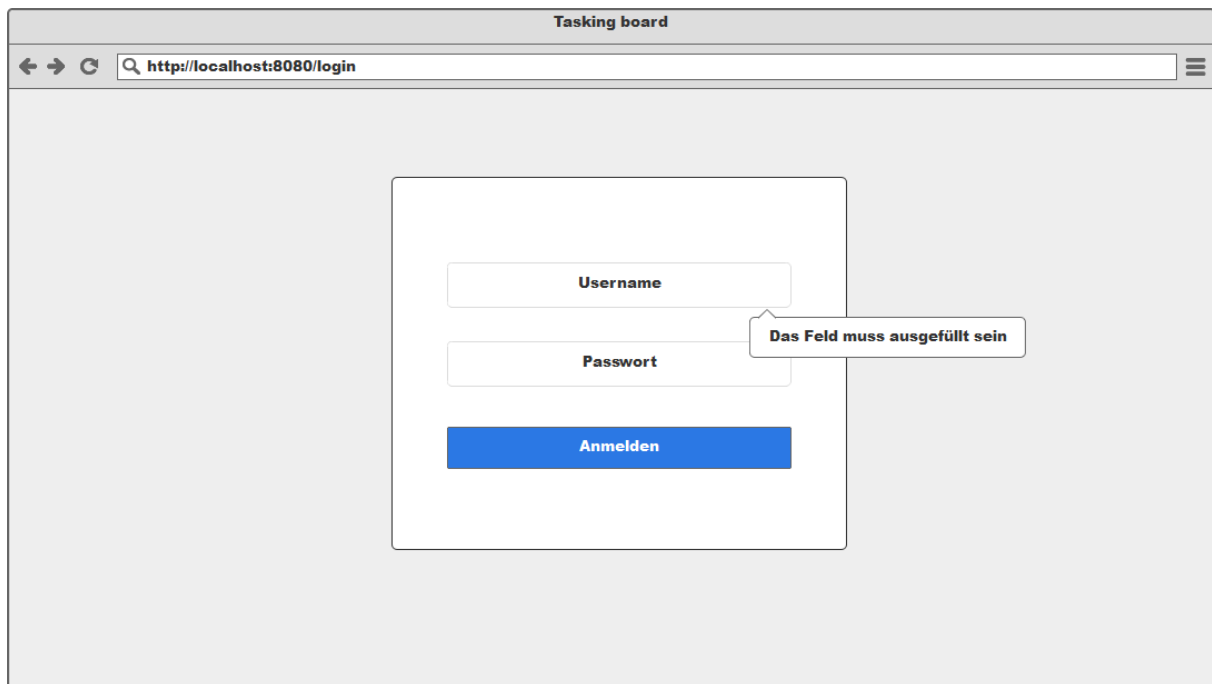 Tasking board
http://localhost:8080/login
Username
Das Feld muss ausgefüllt sein
Passwort
Anmelden